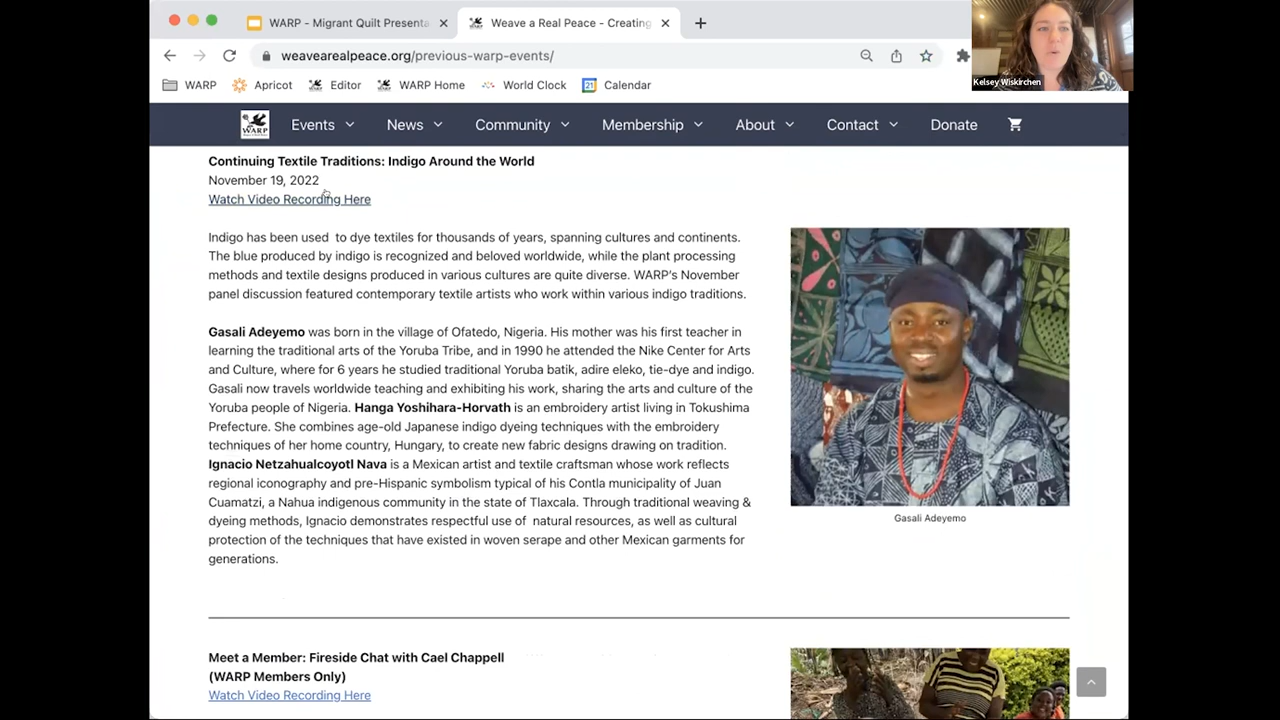 WARP - Migrant Quilt Presenta
Weave a Real Peace - Creating
weavearealpeace.org/previous-warp-events/
WARP
Apricot
Editor
WARP Home
World Clock
Calendar
Kelsey Wiskirchen
WARP
Events
News
Community
Membership
About
Contact
Donate
Continuing Textile Traditions: Indigo Around the World
November 19, 2022
Watch Video Recording Here
Indigo has been used to dye textiles for thousands of years, spanning cultures and continents.
The blue produced by indigo is recognized and beloved worldwide, while the plant processing
methods and textile designs produced in various cultures are quite diverse. WARP's November
panel discussion featured contemporary textile artists who work within various indigo traditions.
Gasali Adeyemo was born in the village of Ofatedo, Nigeria. His mother was his first teacher in
learning the traditional arts of the Yoruba Tribe, and in 1990 he attended the Nike Center for Arts
and Culture, where for 6 years he studied traditional Yoruba batik, adire eleko, tie-dye and indigo.
Gasali now travels worldwide teaching and exhibiting his work, sharing the arts and culture of the
Yoruba people of Nigeria. Hanga Yoshihara-Horvath is an embroidery artist living in Tokushima
Prefecture. She combines age-old Japanese indigo dyeing techniques with the embroidery
techniques of her home country, Hungary, to create new fabric designs drawing on tradition.
Ignacio Netzahualcoyotl Nava is a Mexican artist and textile craftsman whose work reflects
regional iconography and pre-Hispanic symbolism typical of his Contla municipality of Juan
Cuamatzi, a Nahua indigenous community in the state of Tlaxcala. Through traditional weaving &
dyeing methods, Ignacio demonstrates respectful use of natural resources, as well as cultural
protection of the techniques that have existed in woven serape and other Mexican garments for
generations.
Gasali Adeyemo
Meet a Member: Fireside Chat with Cael Chappell
(WARP Members Only)
Watch Video Recording Here